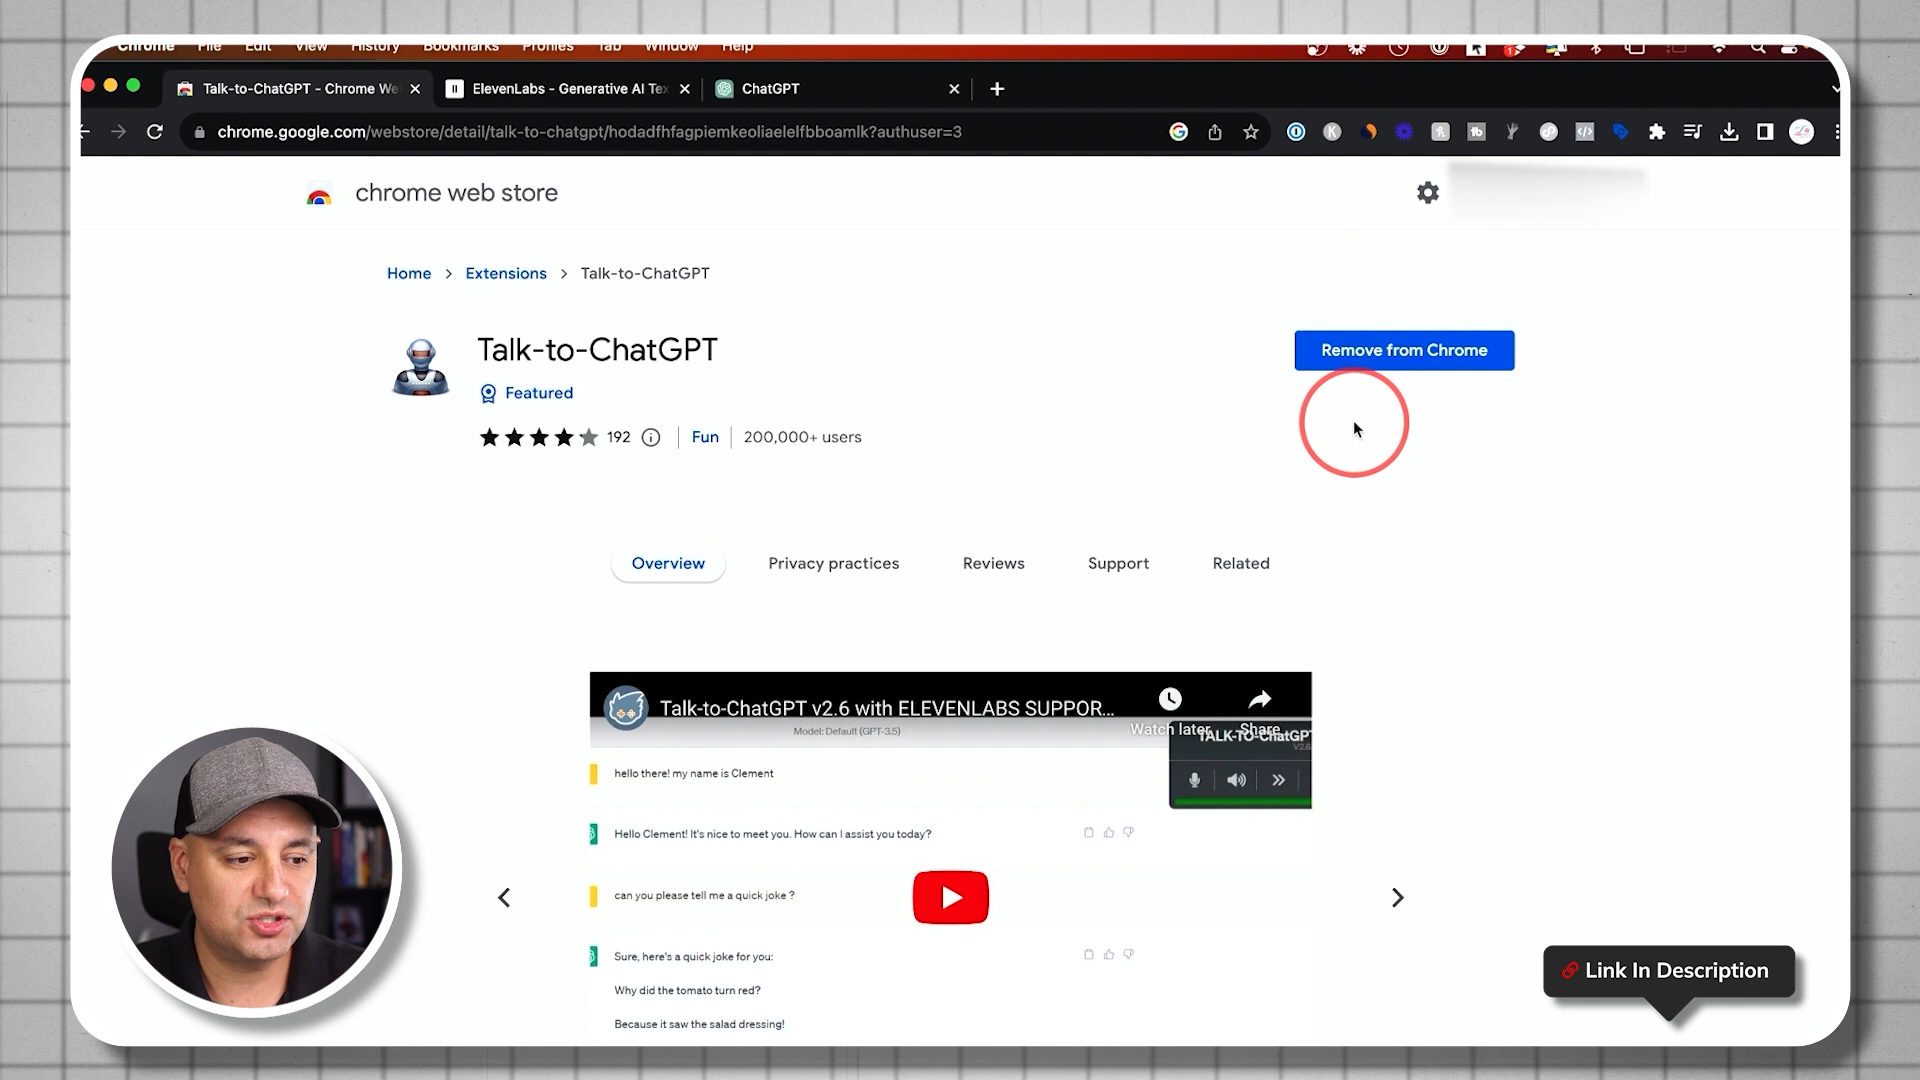 Chrome File Edit View History Bookmarks Profiles Tab Window Help
Talk-to-ChatGPT - Chrome We
ElevenLabs - Generative AI Tex
ChatGPT
chrome.google.com/webstore/detail/talk-to-chatgpt/hodadfhfagpiemkeoliaelelfbboamlk?authuser=3
chrome web store
Home > Extensions > Talk-to-ChatGPT
Talk-to-ChatGPT
Remove from Chrome
Featured
192 Fun 200,000+ users
Overview Privacy practices Reviews Support Related
Talk-to-ChatGPT v2.6 with ELEVENLABS SUPPOR...
Watch later Share
Model: Default (GPT-3.5)
TALK-TO-ChatGPT
V2.6
hello there! my name is Clement
Hello Clement! It's nice to meet you. How can I assist you today?
can you please tell me a quick joke ?
Sure, here's a quick joke for you:
Why did the tomato turn red?
Because it saw the salad dressing!
Link In Description